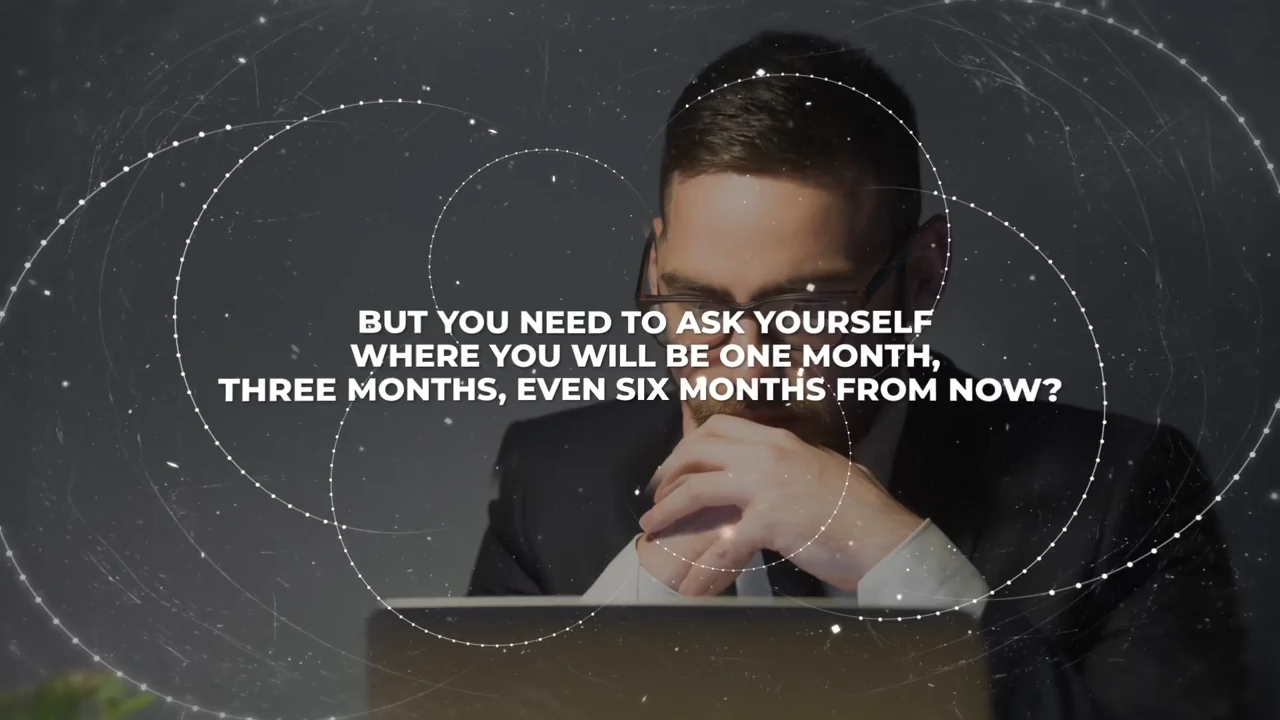 BUT YOU NEED TO ASK YOURSELF
WHERE YOU WILL BE ONE MONTH,
THREE MONTHS, EVEN SIX MONTHS FROM NOW?